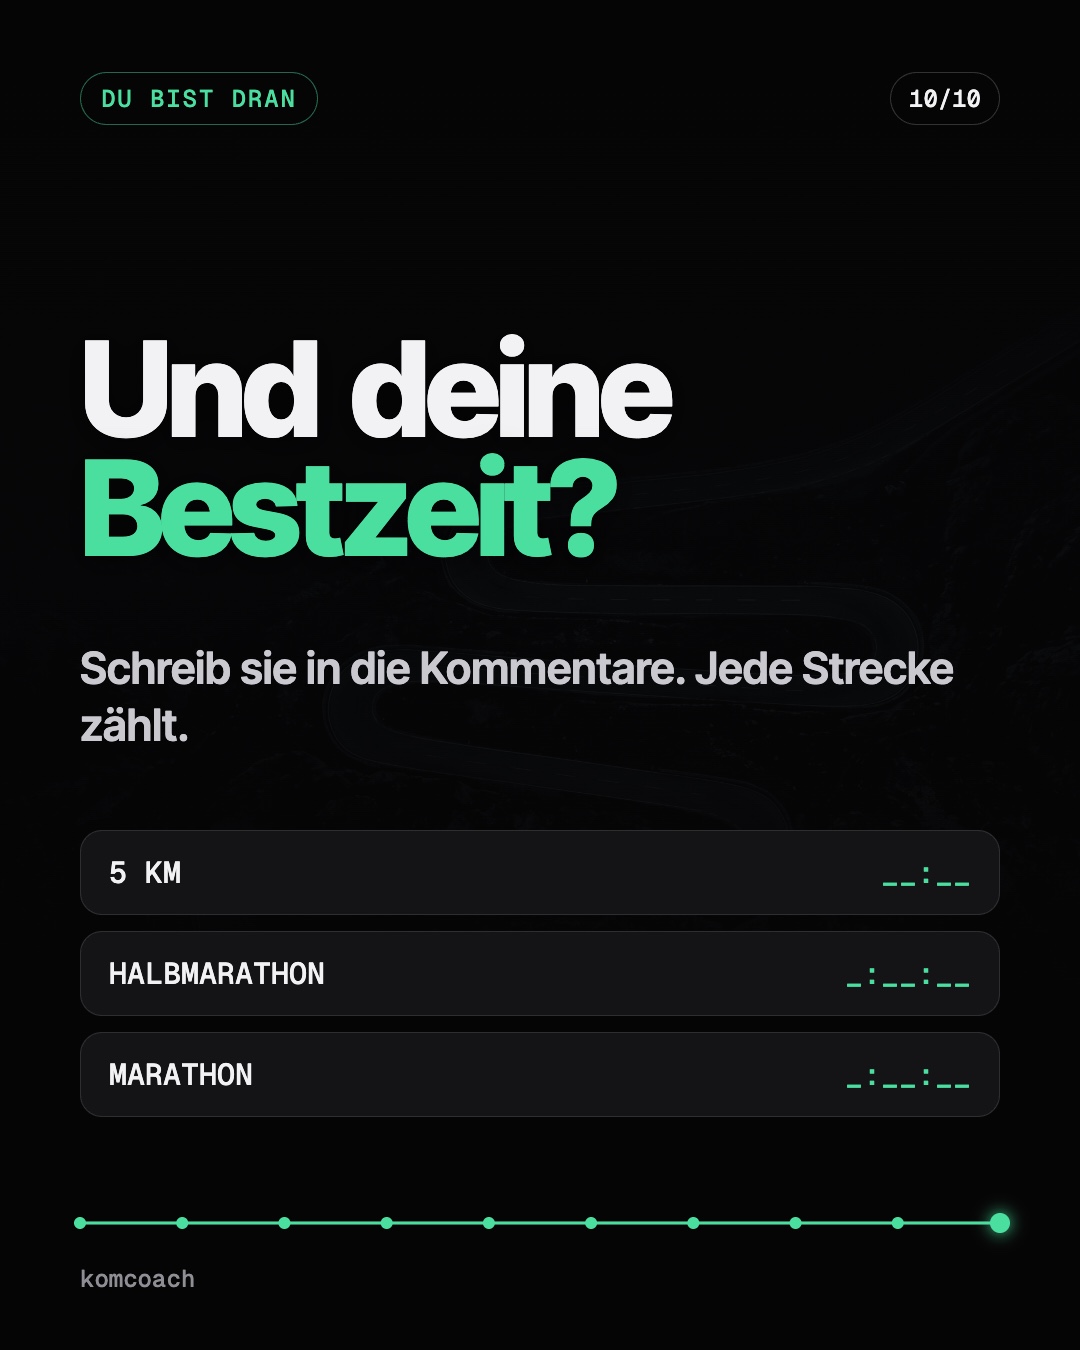 DU BIST DRAN
10/10
Und deine
Bestzeit?
Schreib sie in die Kommentare. Jede Strecke
zählt.
5 KM __:__
HALBMARATHON _:__:__
MARATHON _:__:__
komcoach